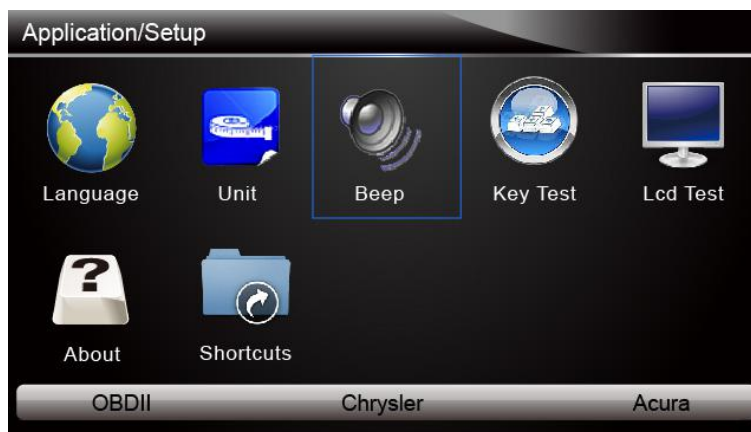 Application/Setup
Language Unit Beep Key Test Lcd Test
About Shortcuts
OBDII Chrysler Acura